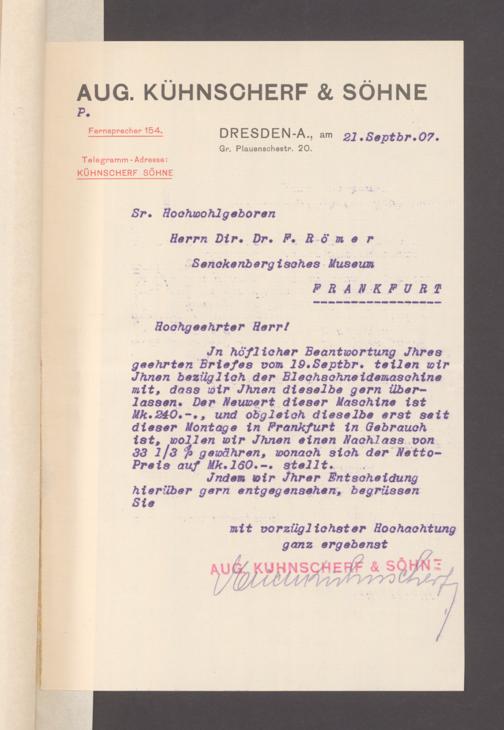 AUG. KÜHNSCHERF & SÖHNE
P.
Fernsprecher 154.
DRESDEN-A., am 21.Septbr.07.
Gr. Plauenschestr. 20.
Telegramm-Adresse:
KÜHNSCHERF SÖHNE
Sr. Hochwohlgeboren
Herrn Dir. Dr. F. R ö m e r
Senckenbergisches Museum
F R A N K F U R T
Hochgeehrter Herr!
Jn höflicher Beantwortung Jhres
geehrten Briefes vom 19.Septbr. teilen wir
Jhnen bezüglich der Blechschneidemaschine
mit, dass wir Jhnen dieselbe gern über-
lassen. Der Neuwert dieser Maschine ist
Mk.240.-., und obgleich dieselbe erst seit
dieser Montage in Frankfurt in Gebrauch
ist, wollen wir Jhnen einen Nachlass von
33 1/3 % gewähren, wonach sich der Netto-
Preis auf Mk.160.-. stellt.
Jndem wir Jhrer Entscheidung
hierüber gern entgegensehen, begrüssen
Sie
mit vorzüglichster Hochachtung
ganz ergebenst
AUG. KÜHNSCHERF & SÖHNE